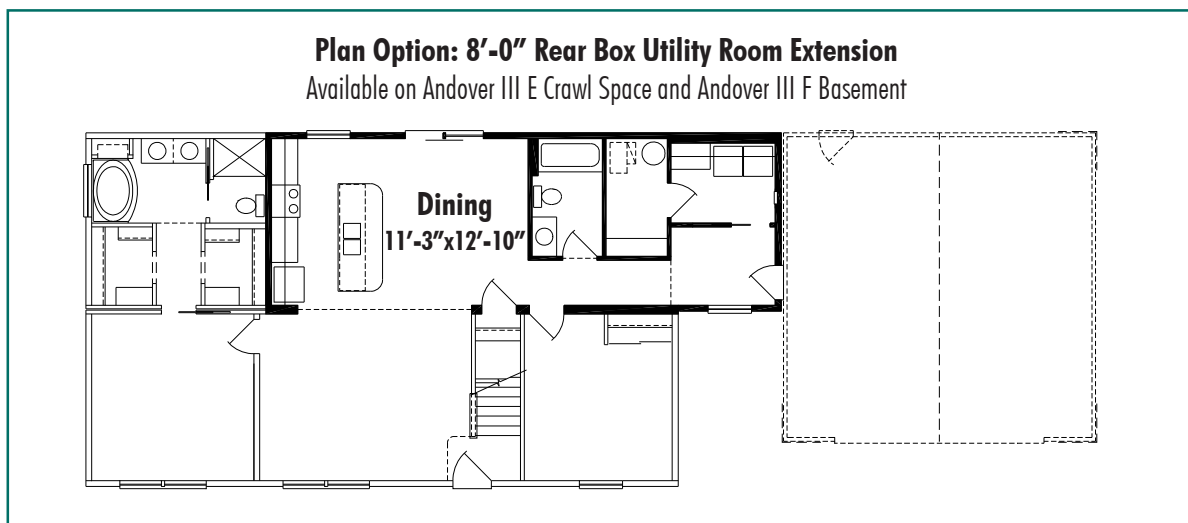 Plan Option: 8’-0” Rear Box Utility Room Extension
Available on Andover III E Crawl Space and Andover III F Basement
Dining
11’-3”x12’-10”